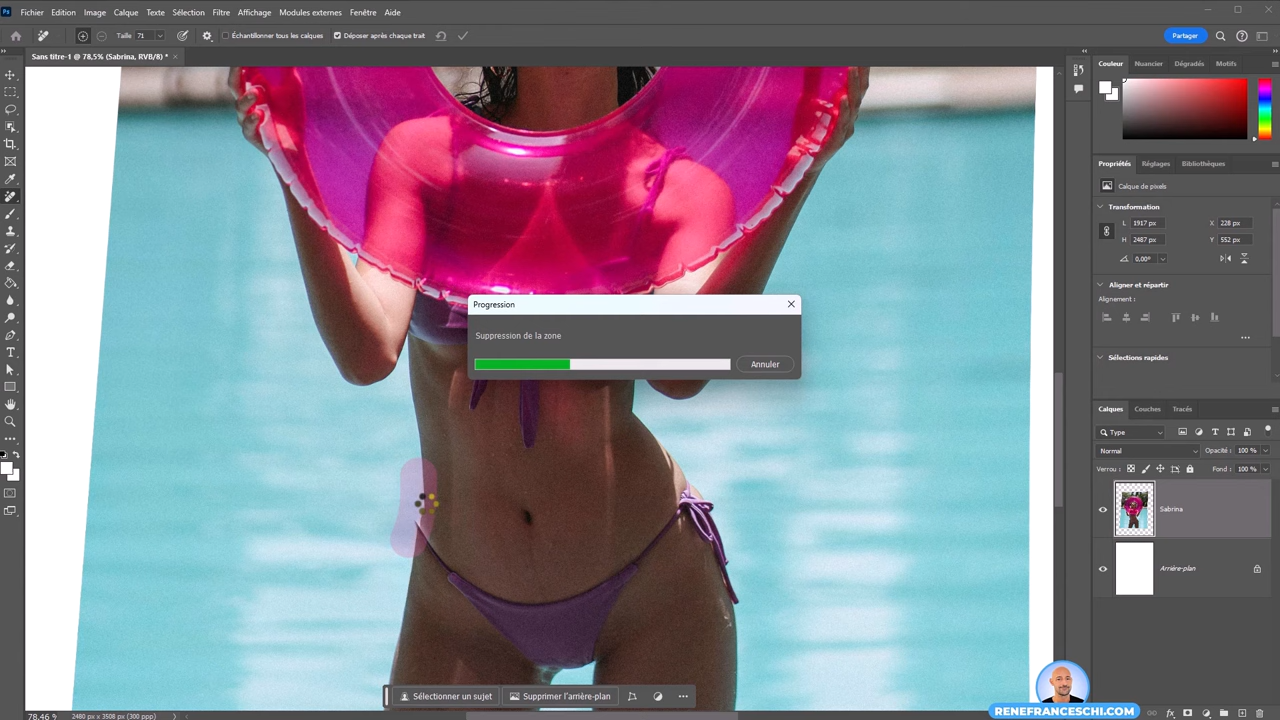 Fichier Edition Image Calque Texte Sélection Filtre Affichage Modules externes Fenêtre Aide
Taille : 71 Échantillonner tous les calques Déposer après chaque trait Partager
Sans titre-1 @ 78,5% (Sabrina, RVB/8) *
Couleur Nuancier Dégradés Motifs
Propriétés Réglages Bibliothèques
Calque de pixels
Transformation
L 1917 px X 228 px
H 2487 px Y 552 px
0,00°
Aligner et répartir
Alignement :
Sélections rapides
Progression
Suppression de la zone
Annuler
Calques Couches Tracés
Type
Normal Opacité : 100 %
Verrou : Fond : 100 %
Sabrina
Arrière-plan
Sélectionner un sujet Supprimer l'arrière-plan
78,46 % 2480 px x 3508 px (300 ppp)
RENEFRANCESCHI.COM